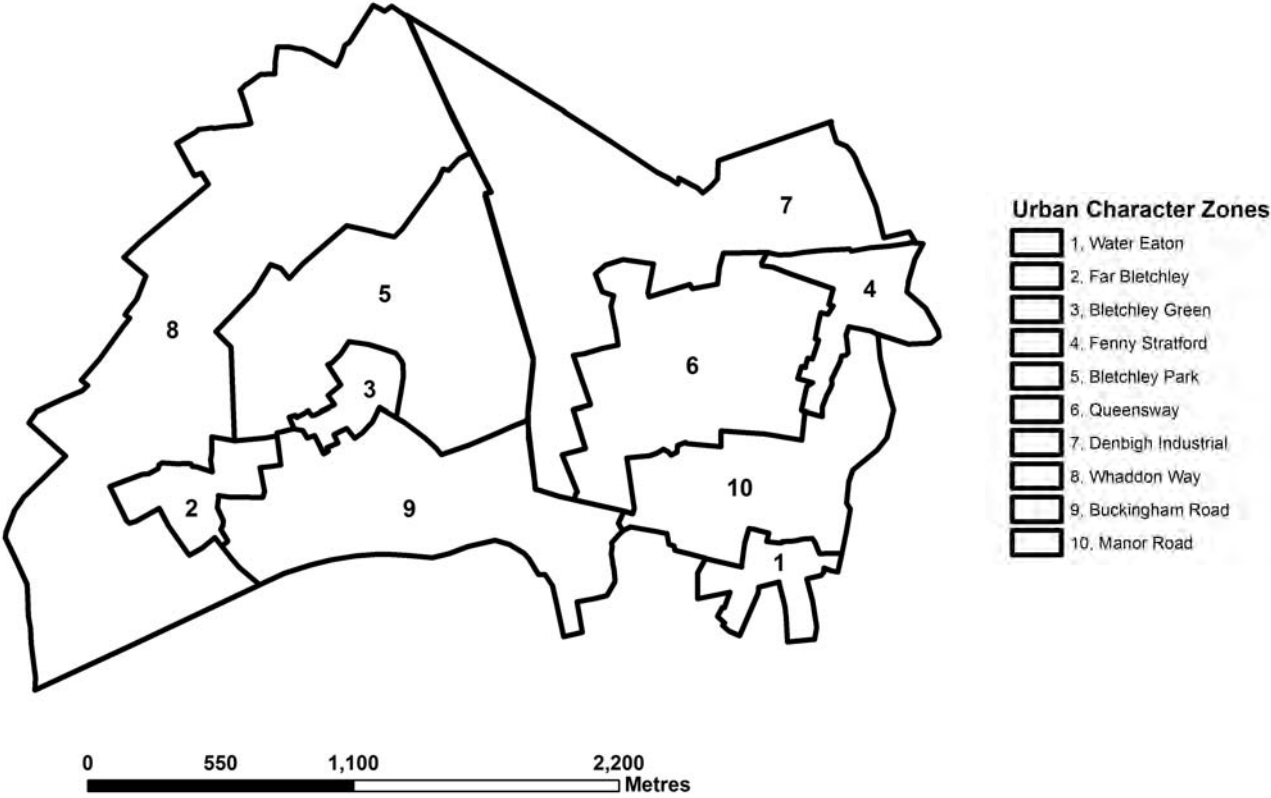 7
4
5
8
6
3
10
2
9
1
Urban Character Zones
1, Water Eaton
2, Far Bletchley
3, Bletchley Green
4, Fenny Stratford
5, Bletchley Park
6, Queensway
7, Denbigh Industrial
8, Whaddon Way
9, Buckingham Road
10, Manor Road
0 550 1,100 2,200
Metres